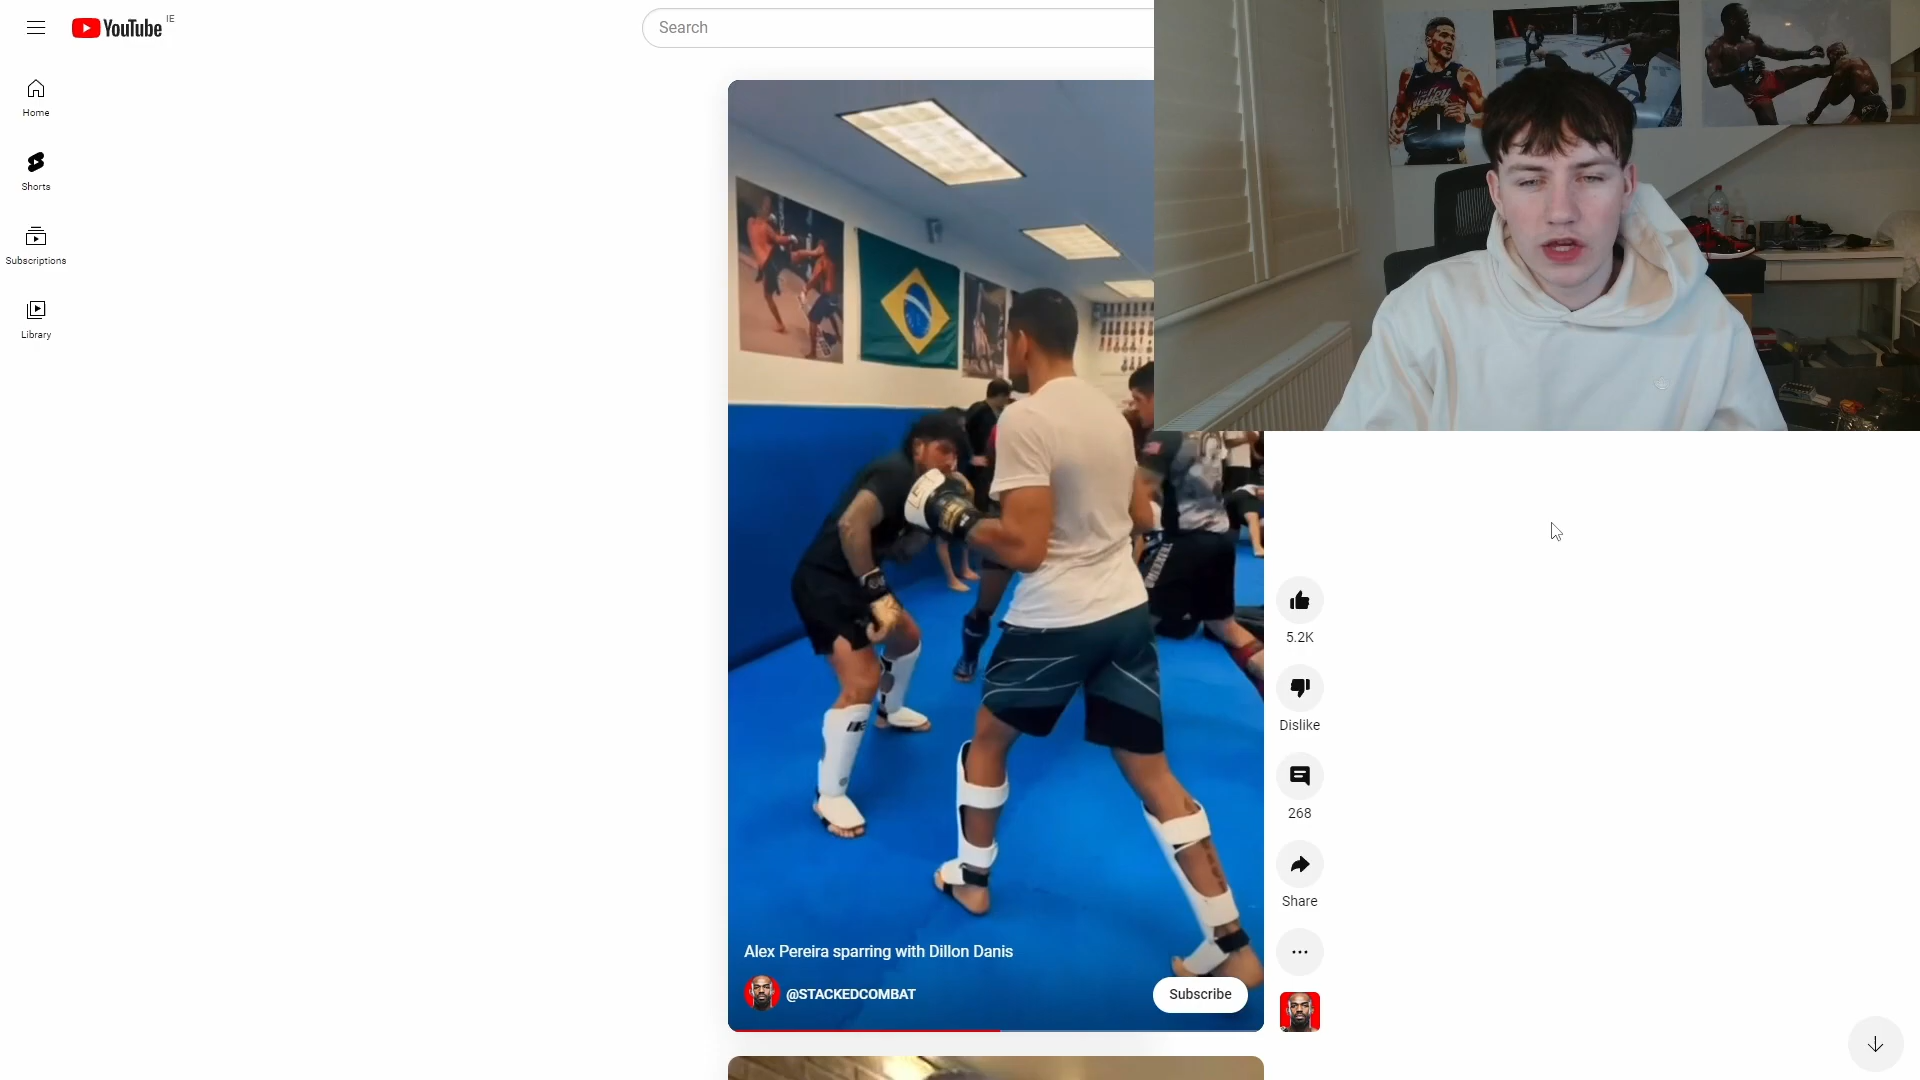 YouTube IE
Search
Home
Shorts
Subscriptions
Library
5.2K
Dislike
268
Share
Alex Pereira sparring with Dillon Danis
@STACKEDCOMBAT
Subscribe